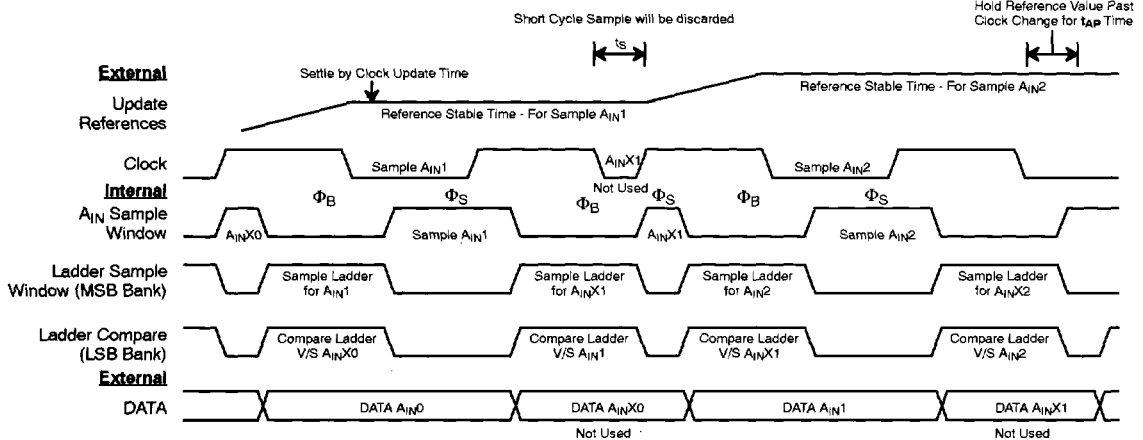 Short Cycle Sample will be discarded
Hold Reference Value Past
Clock Change for tAP Time
tS
External
Settle by Clock Update Time
Update
References
Reference Stable Time - For Sample AIN1
Reference Stable Time - For Sample AIN2
Clock
Sample AIN1
AINX1
Sample AIN2
Not Used
Internal
ΦB
ΦS
ΦB
ΦS
ΦB
ΦS
AIN Sample
Window
AINX0
Sample AIN1
AINX1
Sample AIN2
Ladder Sample
Window (MSB Bank)
Sample Ladder
for AIN1
Sample Ladder
for AINX1
Sample Ladder
for AIN2
Sample Ladder
for AINX2
Ladder Compare
(LSB Bank)
Compare Ladder
V/S AINX0
Compare Ladder
V/S AIN1
Compare Ladder
V/S AINX1
Compare Ladder
V/S AIN2
External
DATA
DATA AIN0
DATA AINX0
DATA AIN1
DATA AINX1
Not Used
Not Used